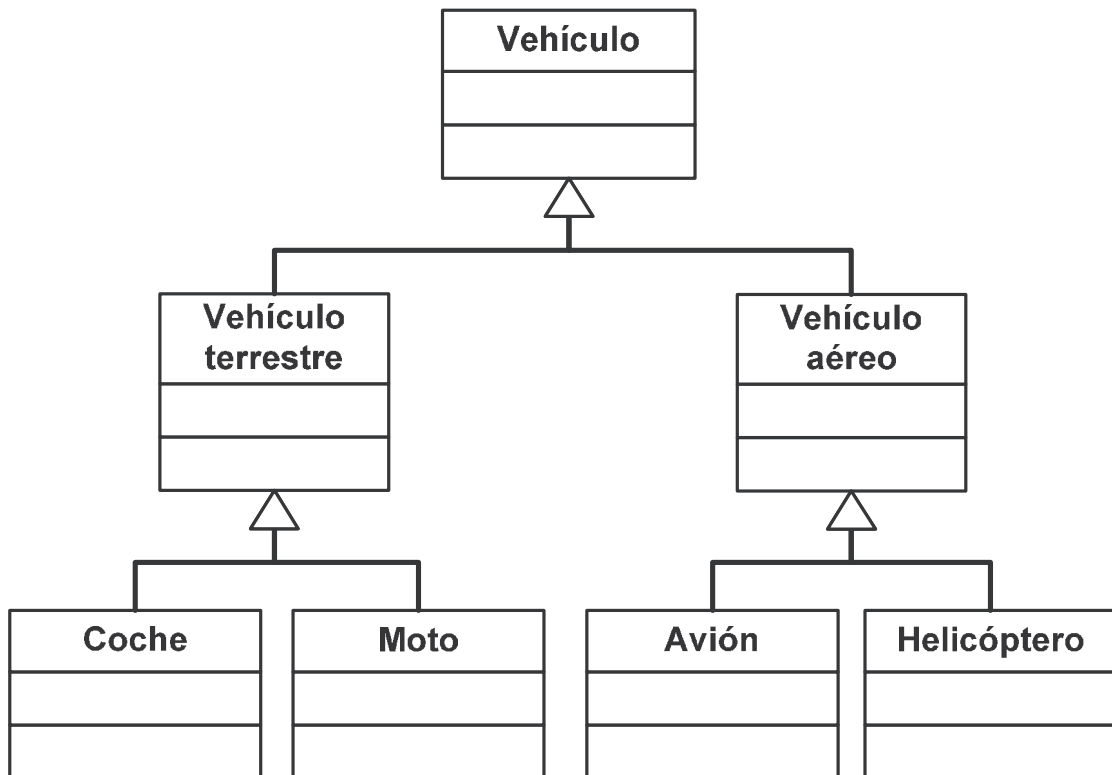 Vehículo
Vehículo
terrestre
Vehículo
aéreo
Coche
Moto
Avión
Helicóptero